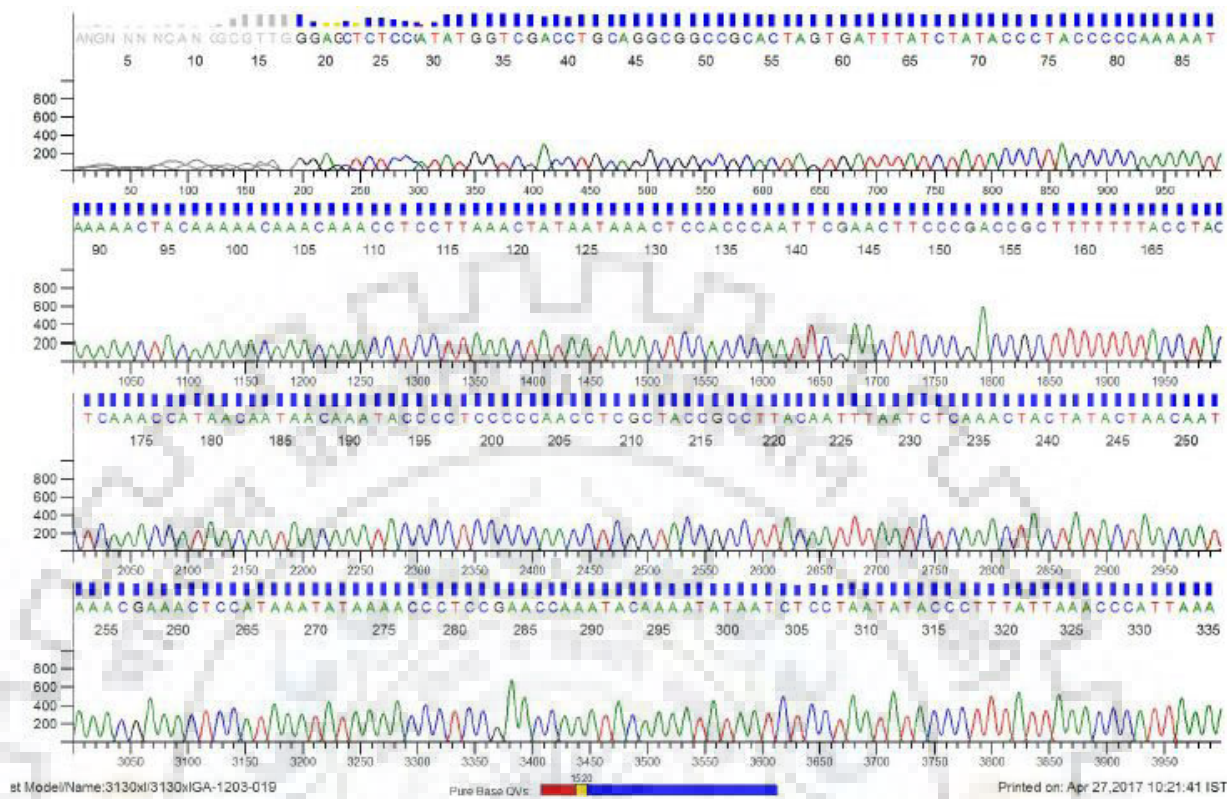 ANGN N N N CAN GCGTTG GGAGCTCTCCATATGGTCGACCTGCAGGCGGCCGCACTAGTGATTTATCTATACCCTACCCCCAAAAAT
5 10 15 20 25 30 35 40 45 50 55 60 65 70 75 80 85
800
600
400
200
50 100 150 200 250 300 350 400 450 500 550 600 650 700 750 800 850 900 950
AAAAACTACAAAAACAAACAAACCTCCTTAAACTATAATAAACTCCACCCAATTCGAACTTCCCGACCGCTTTTTTTACCTAC
90 95 100 105 110 115 120 125 130 135 140 145 150 155 160 165
800
600
400
200
1050 1100 1150 1200 1250 1300 1350 1400 1450 1500 1550 1600 1650 1700 1750 1800 1850 1900 1950
TCAAACCATAACAATAACAAATACCCCTCCCCCAACCTCGCTACCGCCTTACAATTTAATCTCAAACTACTATACTAACAAT
175 180 185 190 195 200 205 210 215 220 225 230 235 240 245 250
800
600
400
200
2050 2100 2150 2200 2250 2300 2350 2400 2450 2500 2550 2600 2650 2700 2750 2800 2850 2900 2950
AAACGAAACTCCATAAATATAAAACCCTCCGAACCAAATACAAAATATAATCTCCTAATATACCCTTTATTAAACCCATTAAA
255 260 265 270 275 280 285 290 295 300 305 310 315 320 325 330 335
800
600
400
200
3050 3100 3150 3200 3250 3300 3350 3400 3450 3500 3550 3600 3650 3700 3750 3800 3850 3900 3950
1520
st Model/Name:3130xl/3130xlGA-1203-019 Pure Base QVs: Printed on: Apr 27,2017 10:21:41 IST